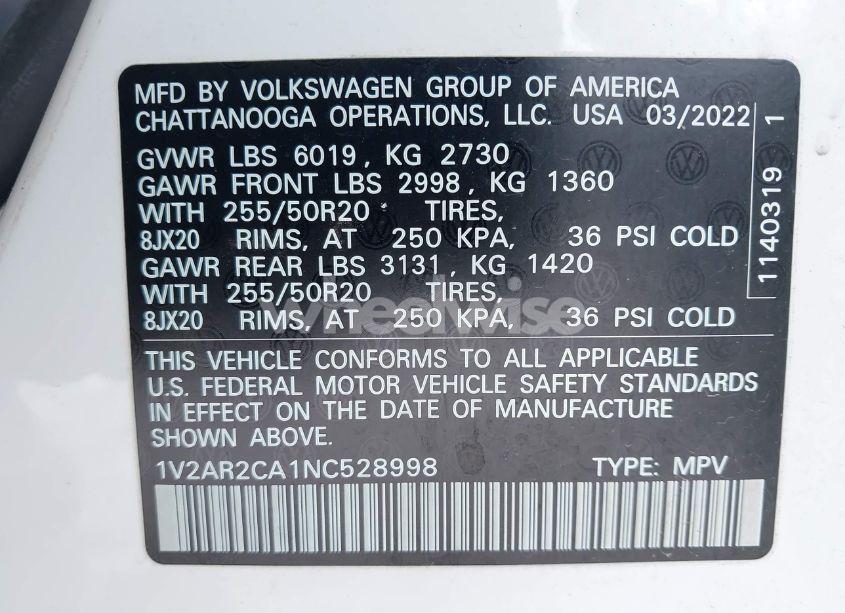 MFD BY VOLKSWAGEN GROUP OF AMERICA
CHATTANOOGA OPERATIONS, LLC. USA 03/2022
GVWR LBS 6019, KG 2730
GAWR FRONT LBS 2998, KG 1360
WITH 255/50R20 TIRES,
8JX20 RIMS, AT 250 KPA, 36 PSI COLD
GAWR REAR LBS 3131, KG 1420
WITH 255/50R20 TIRES,
8JX20 RIMS, AT 250 KPA, 36 PSI COLD
1140319 1
wheelwise
THIS VEHICLE CONFORMS TO ALL APPLICABLE
U.S. FEDERAL MOTOR VEHICLE SAFETY STANDARDS
IN EFFECT ON THE DATE OF MANUFACTURE
SHOWN ABOVE.
1V2AR2CA1NC528998 TYPE: MPV